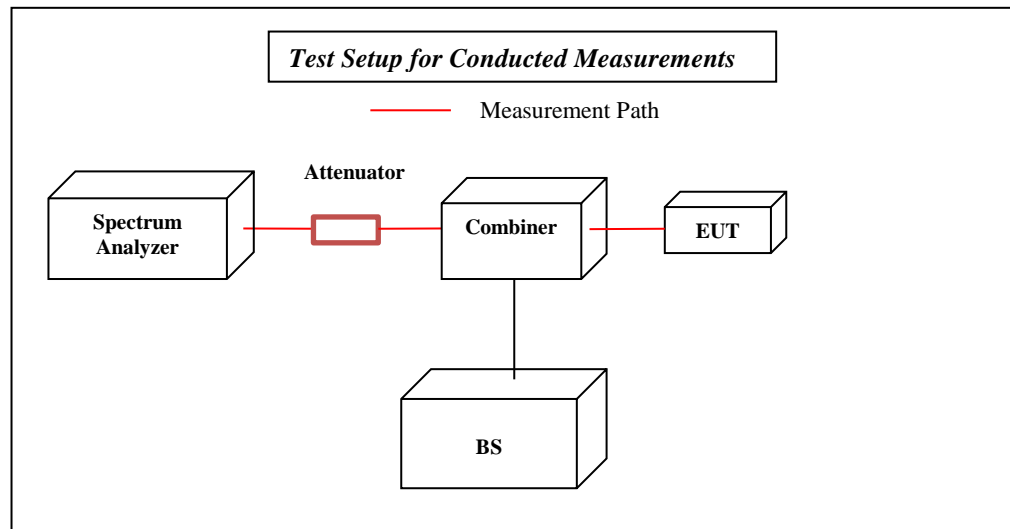 Test Setup for Conducted Measurements
Measurement Path
Attenuator
Spectrum
Analyzer
Combiner
EUT
BS